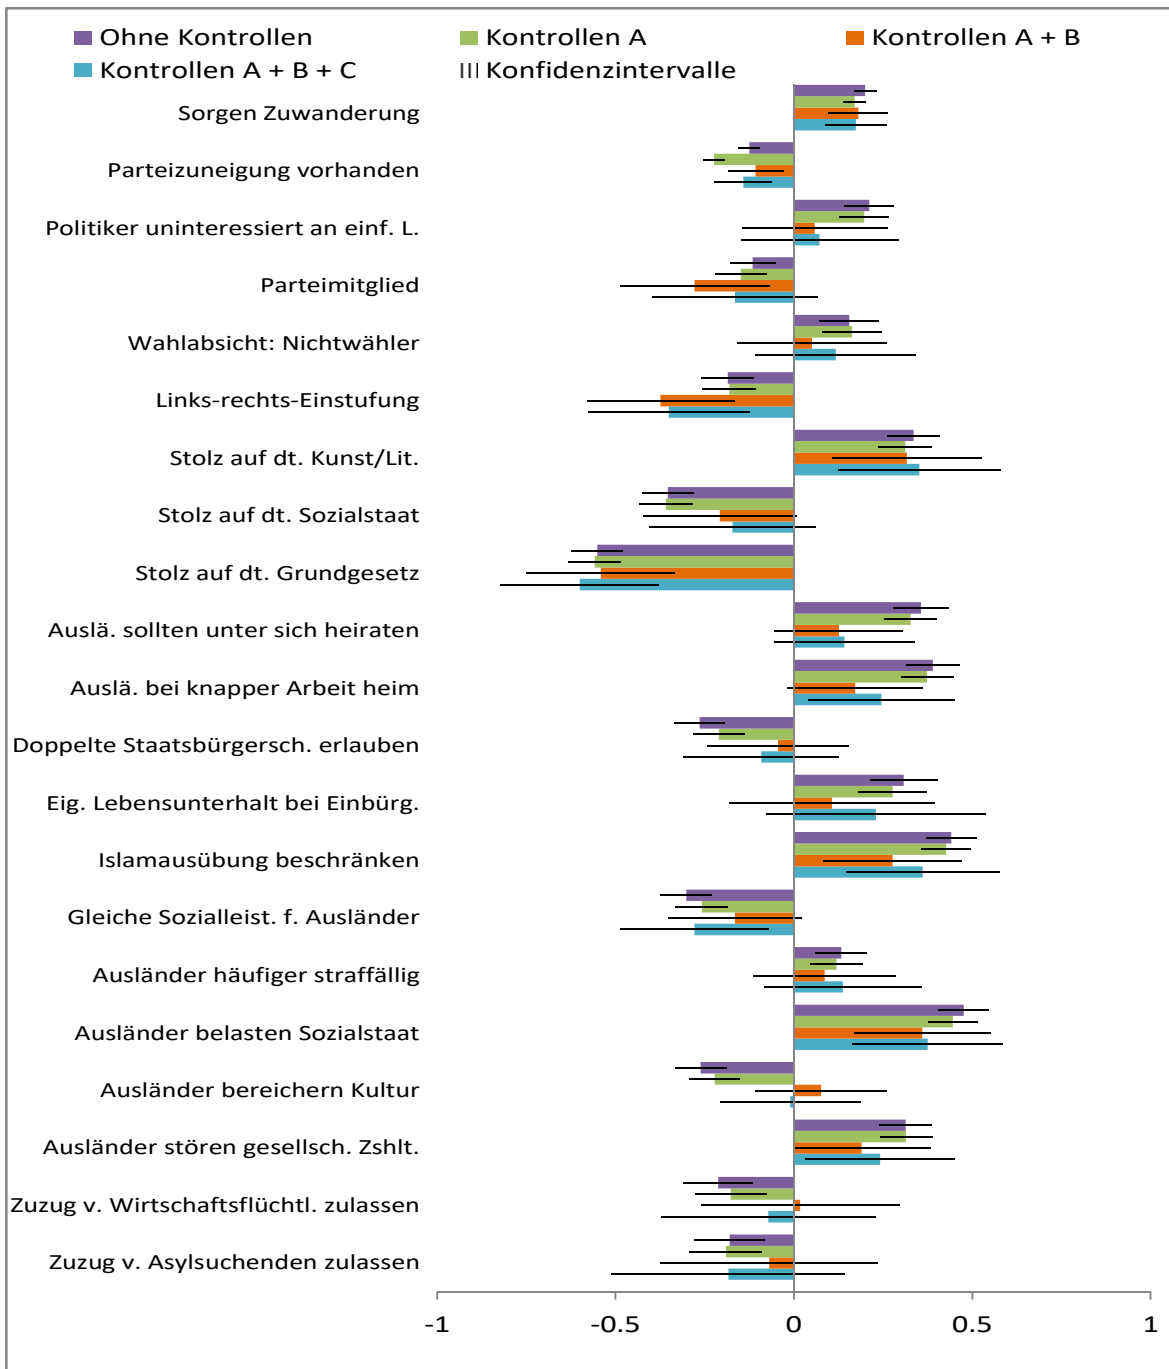 Ohne Kontrollen Kontrollen A Kontrollen A + B
Kontrollen A + B + C Konfidenzintervalle
Sorgen Zuwanderung
Parteizuneigung vorhanden
Politiker uninteressiert an einf. L.
Parteimitglied
Wahlabsicht: Nichtwähler
Links-rechts-Einstufung
Stolz auf dt. Kunst/Lit.
Stolz auf dt. Sozialstaat
Stolz auf dt. Grundgesetz
Auslä. sollten unter sich heiraten
Auslä. bei knapper Arbeit heim
Doppelte Staatsbürgersch. erlauben
Eig. Lebensunterhalt bei Einbürg.
Islamausübung beschränken
Gleiche Sozialleist. f. Ausländer
Ausländer häufiger straffällig
Ausländer belasten Sozialstaat
Ausländer bereichern Kultur
Ausländer stören gesellsch. Zshlt.
Zuzug v. Wirtschaftsflüchtl. zulassen
Zuzug v. Asylsuchenden zulassen
-1 -0.5 0 0.5 1